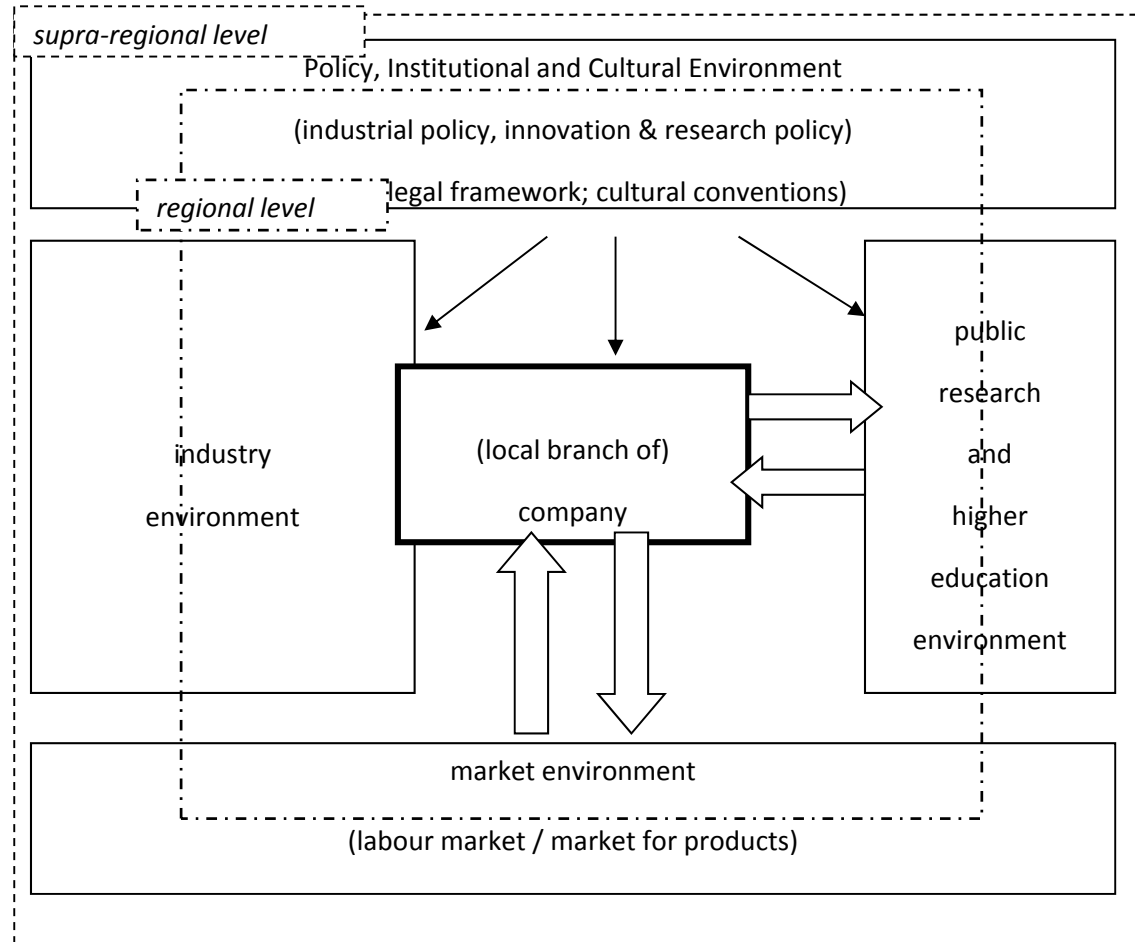 supra-regional level
Policy, Institutional and Cultural Environment
(industrial policy, innovation & research policy)
legal framework; cultural conventions)
regional level
public
research
and
higher
education
environment
industry
environment
(local branch of)
company
market environment
(labour market / market for products)